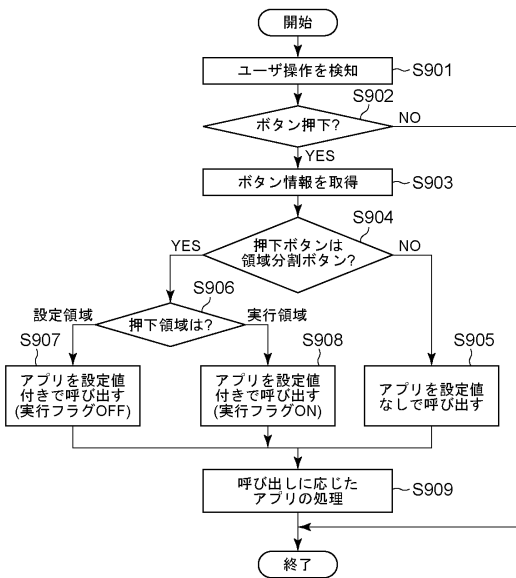 開始
ユーザ操作を検知
S901
S902
ボタン押下?
NO
YES
ボタン情報を取得
S903
S904
押下ボタンは
領域分割ボタン?
YES
NO
S906
押下領域は?
設定領域
実行領域
S907
アプリを設定値
付きで呼び出す
(実行フラグOFF)
S908
アプリを設定値
付きで呼び出す
(実行フラグON)
S905
アプリを設定値
なしで呼び出す
呼び出しに応じた
アプリの処理
S909
終了